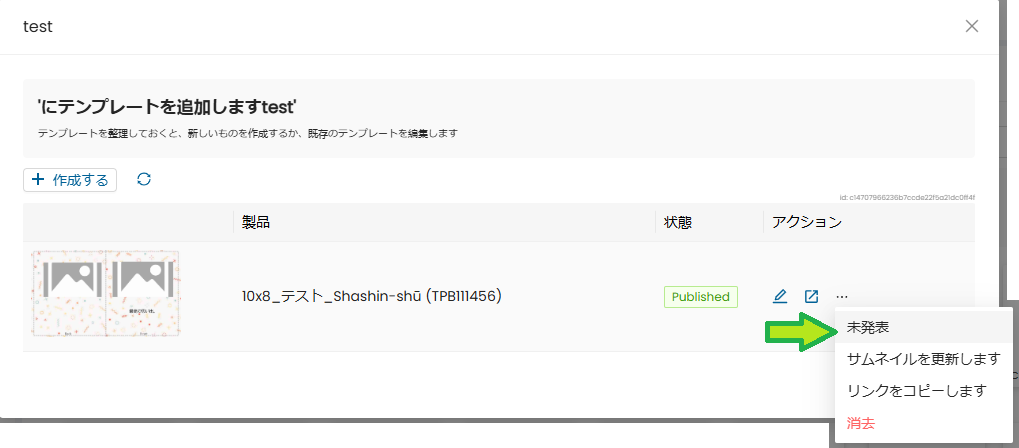 test
'にテンプレートを追加しますtest'
テンプレートを整理しておくと、新しいものを作成するか、既存のテンプレートを編集します
作成する
id: c14707966236b7ccde22f5a21dc0ff4f
製品
状態
アクション
10x8_テスト_Shashin-shū (TPB111456)
Published
未発表
サムネイルを更新します
リンクをコピーします
消去